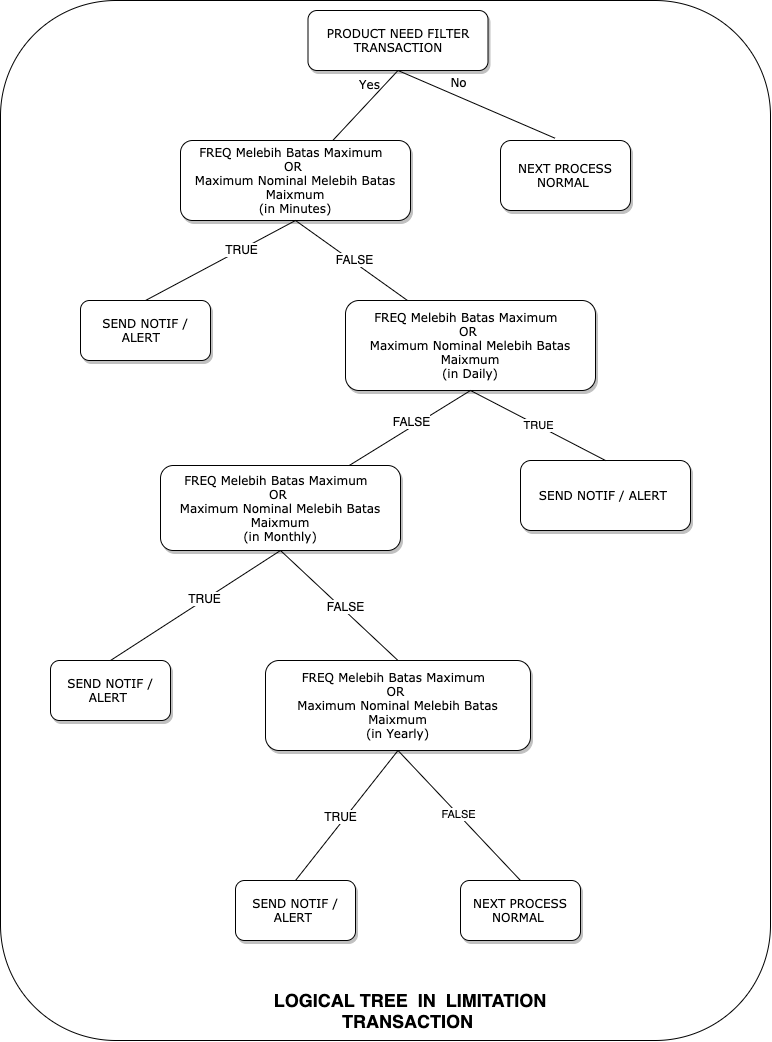 PRODUCT NEED FILTER
TRANSACTION
Yes
No
FREQ Melebih Batas Maximum
OR
Maximum Nominal Melebih Batas
Maixmum
(in Minutes)
NEXT PROCESS
NORMAL
TRUE
FALSE
SEND NOTIF /
ALERT
FREQ Melebih Batas Maximum
OR
Maximum Nominal Melebih Batas
Maixmum
(in Daily)
FALSE
TRUE
FREQ Melebih Batas Maximum
OR
Maximum Nominal Melebih Batas
Maixmum
(in Monthly)
SEND NOTIF / ALERT
TRUE
FALSE
SEND NOTIF /
ALERT
FREQ Melebih Batas Maximum
OR
Maximum Nominal Melebih Batas
Maixmum
(in Yearly)
TRUE
FALSE
SEND NOTIF /
ALERT
NEXT PROCESS
NORMAL
LOGICAL TREE IN LIMITATION
TRANSACTION